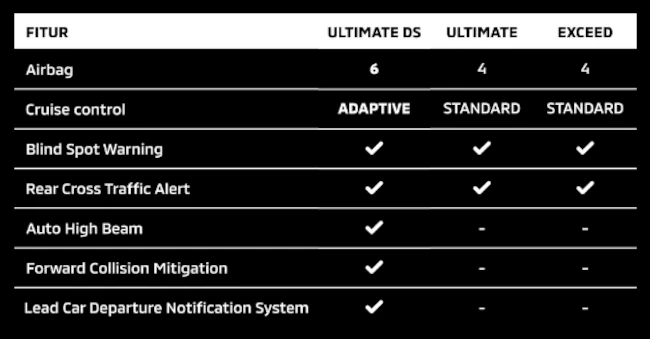 FITUR ULTIMATE DS ULTIMATE EXCEED
Airbag 6 4 4
Cruise control ADAPTIVE STANDARD STANDARD
Blind Spot Warning ✔ ✔ ✔
Rear Cross Traffic Alert ✔ ✔ ✔
Auto High Beam ✔ - -
Forward Collision Mitigation ✔ - -
Lead Car Departure Notification System ✔ - -